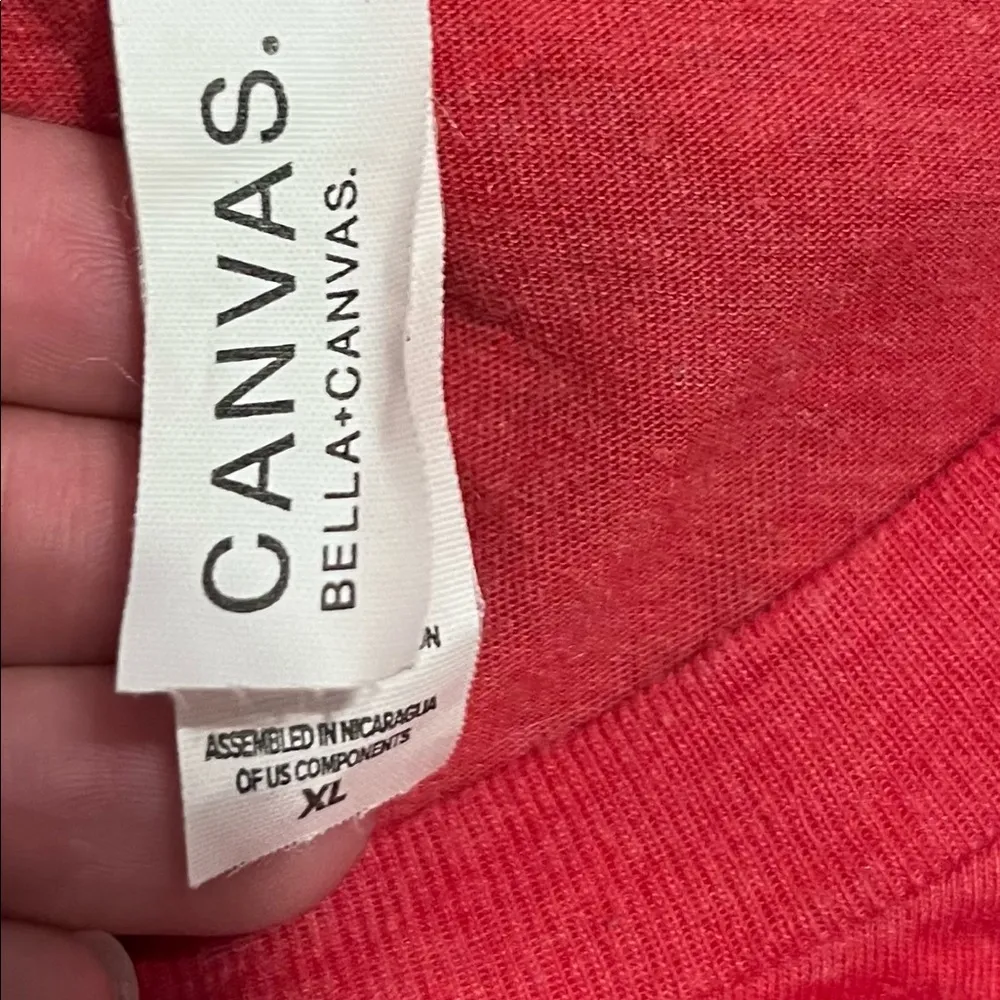 CANVAS.
BELLA+CANVAS.
ASSEMBLED IN NICARAGUA
OF US COMPONENTS
XL